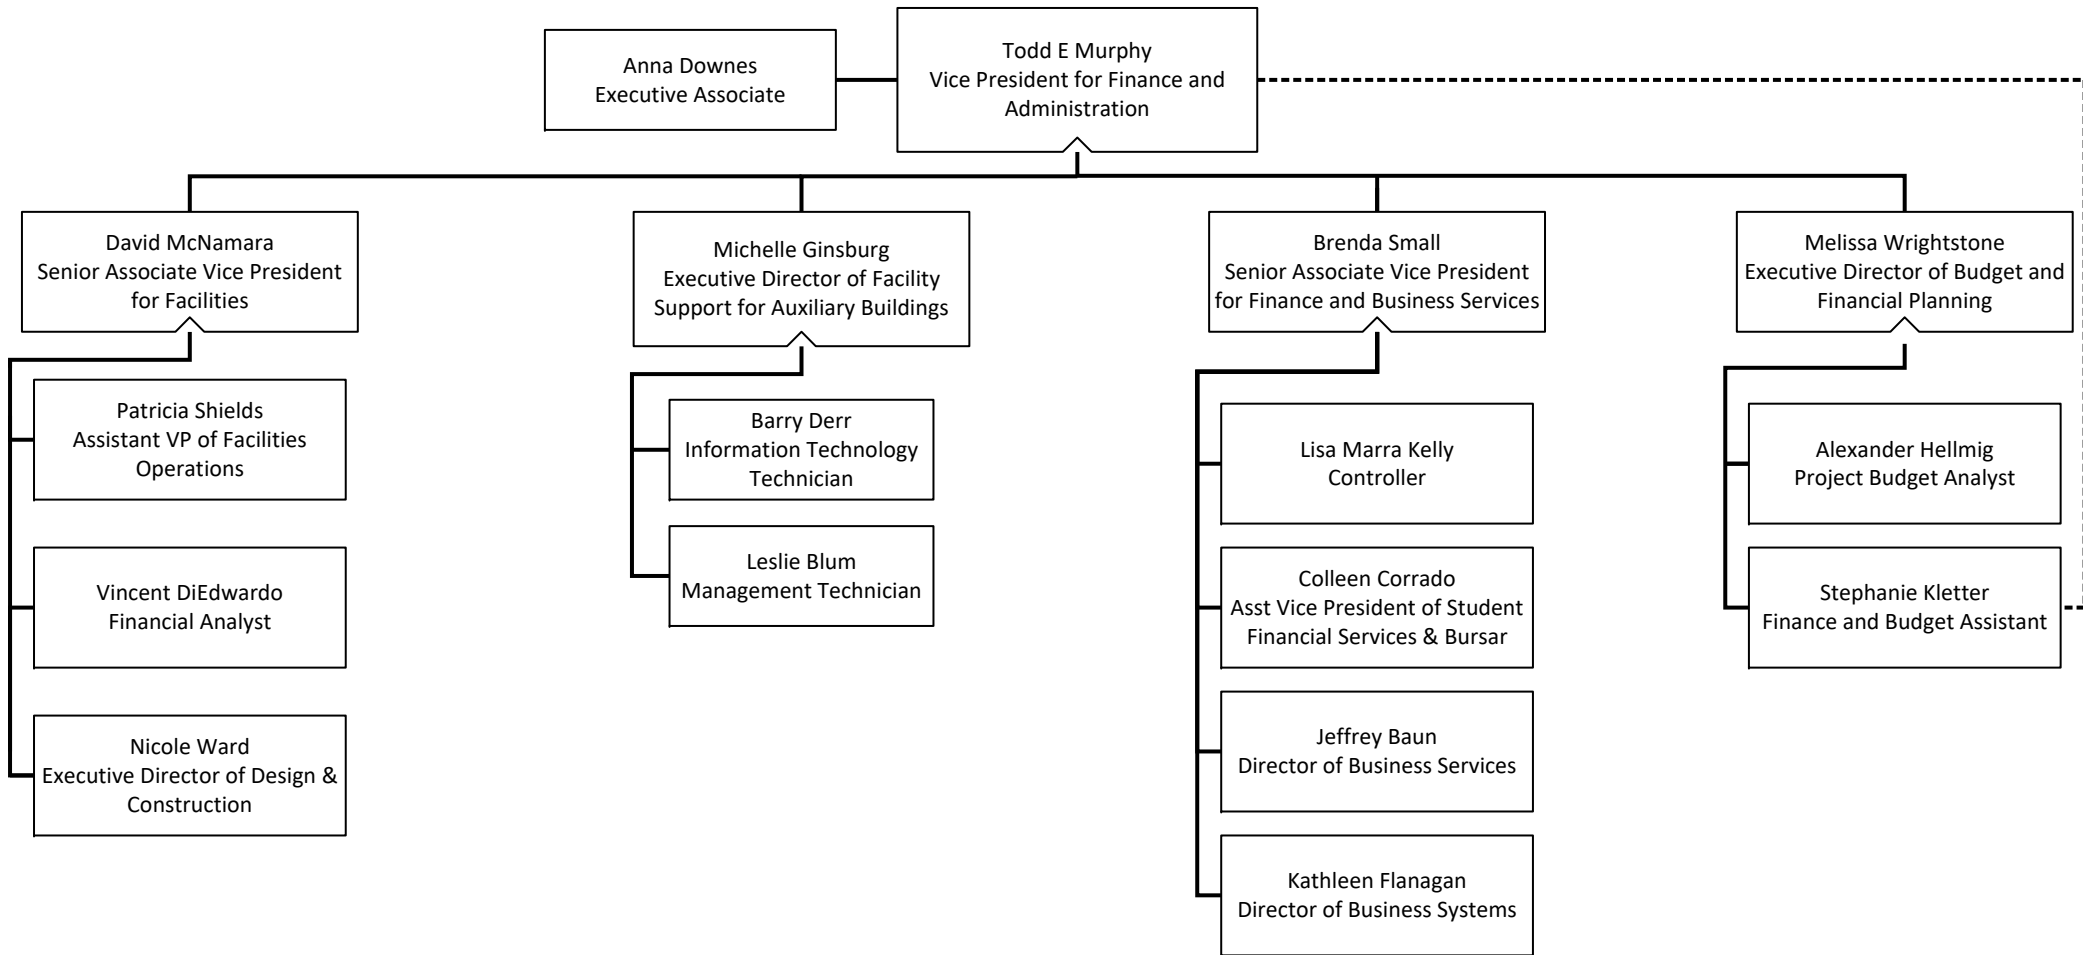 Anna Downes
Executive Associate
Todd E Murphy
Vice President for Finance and
Administration
David McNamara
Senior Associate Vice President
for Facilities
Patricia Shields
Assistant VP of Facilities
Operations
Vincent DiEdwardo
Financial Analyst
Nicole Ward
Executive Director of Design &
Construction
Michelle Ginsburg
Executive Director of Facility
Support for Auxiliary Buildings
Barry Derr
Information Technology
Technician
Leslie Blum
Management Technician
Brenda Small
Senior Associate Vice President
for Finance and Business Services
Lisa Marra Kelly
Controller
Colleen Corrado
Asst Vice President of Student
Financial Services & Bursar
Jeffrey Baun
Director of Business Services
Kathleen Flanagan
Director of Business Systems
Melissa Wrightstone
Executive Director of Budget and
Financial Planning
Alexander Hellmig
Project Budget Analyst
Stephanie Kletter
Finance and Budget Assistant